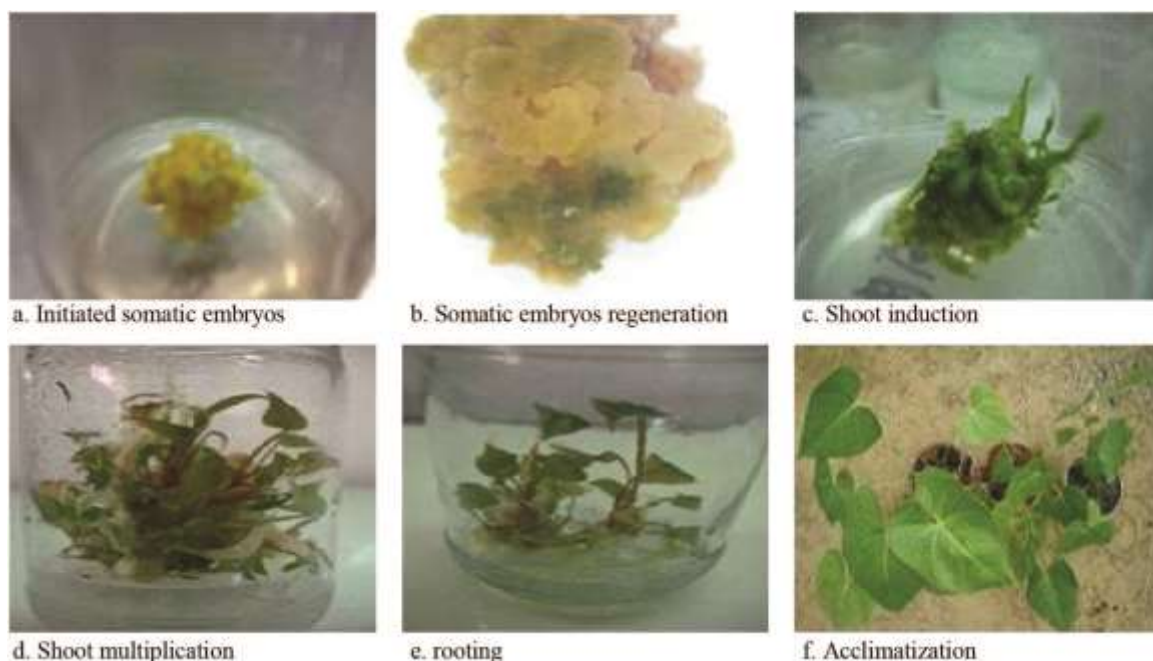 a. Initiated somatic embryos
b. Somatic embryos regeneration
c. Shoot induction
d. Shoot multiplication
e. rooting
f. Acclimatization